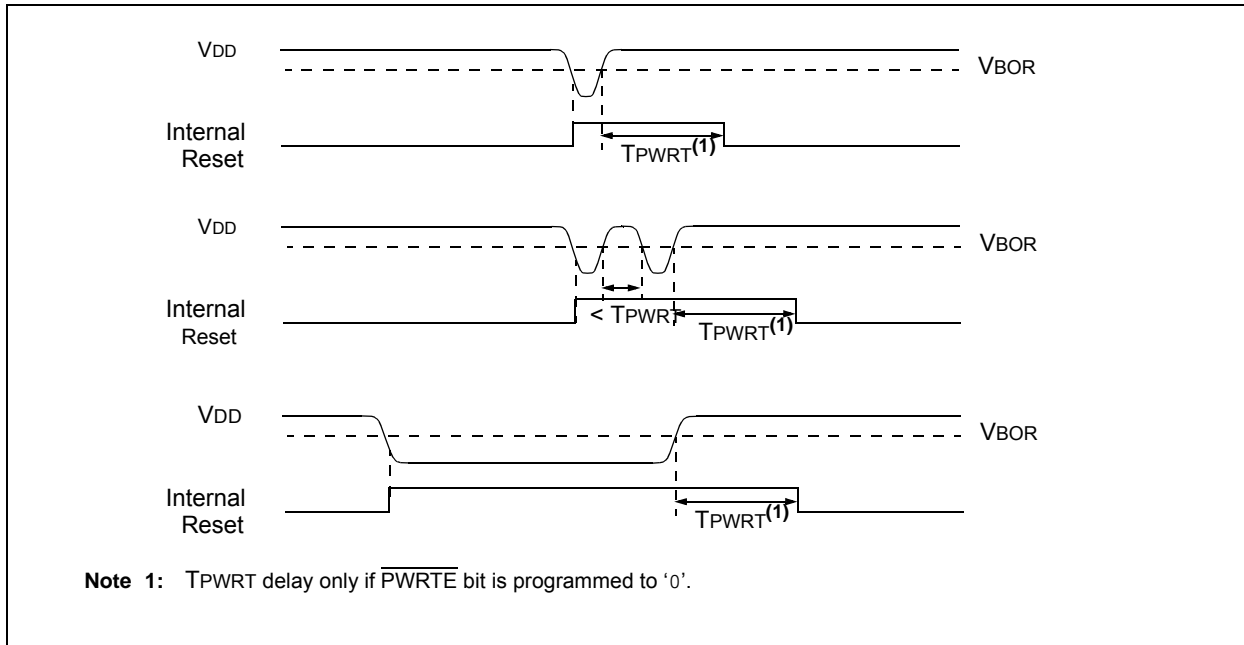 VDD
VBOR
Internal
Reset
TPWRT(1)
VDD
VBOR
Internal
Reset
< TPWRT
TPWRT(1)
VDD
VBOR
Internal
Reset
TPWRT(1)
Note 1: TPWRT delay only if PWRTE bit is programmed to ‘0’.